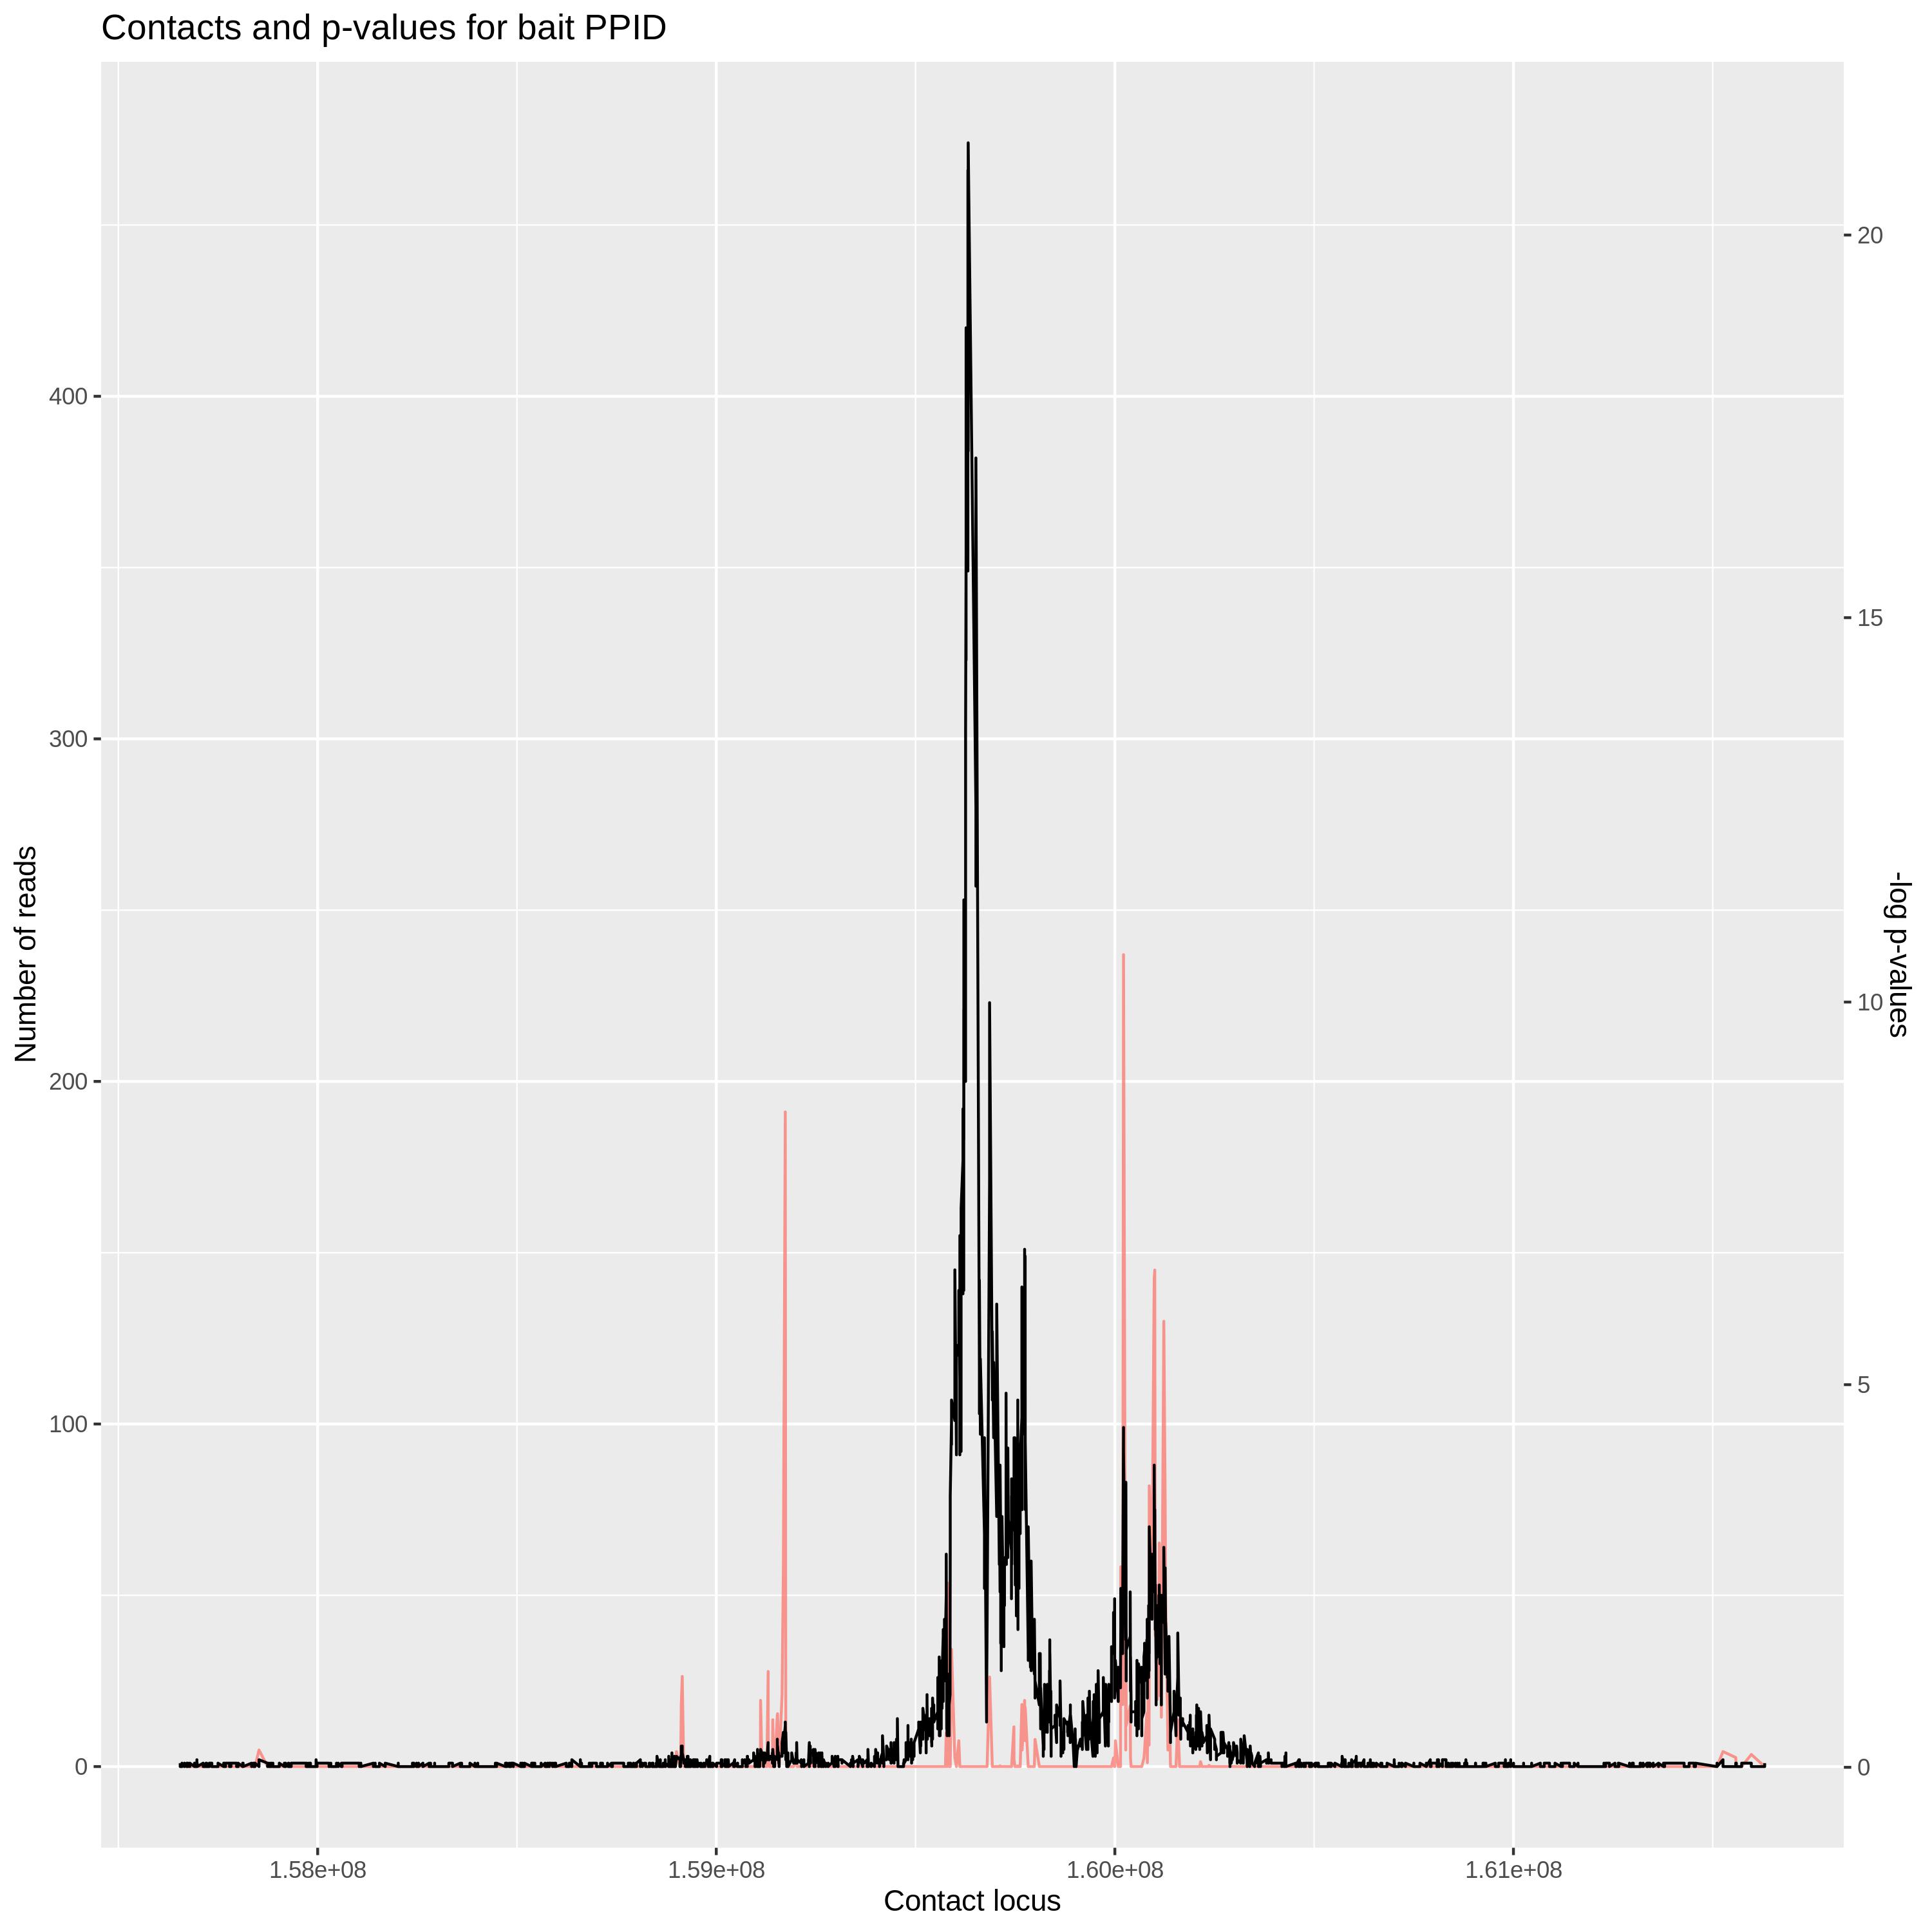 Contacts and p-values for bait PPID
Number of reads
400
300
200
100
0
20
15
10
5
0
-log p-values
1.58e+08
1.59e+08
1.60e+08
1.61e+08
Contact locus